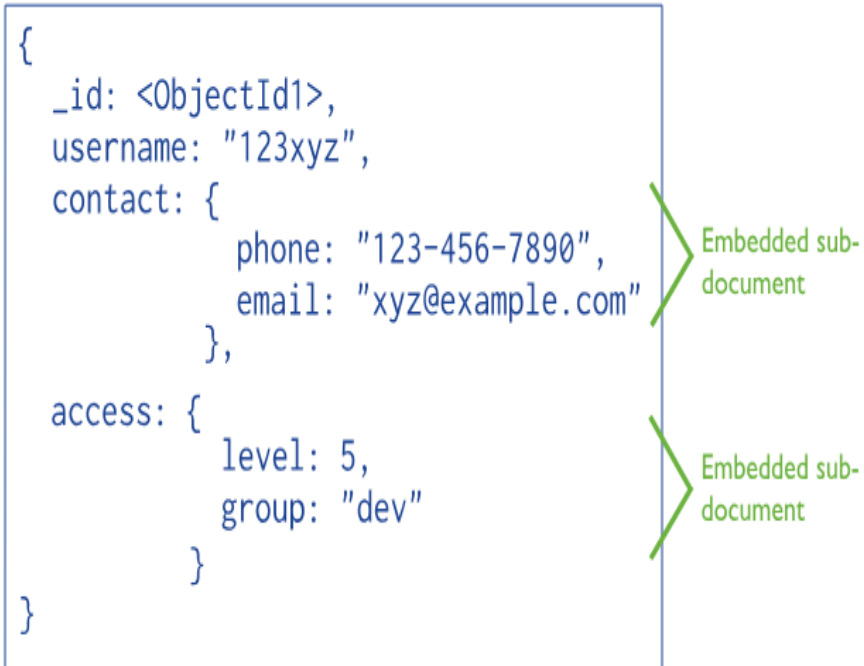 {
_id: <ObjectId1>,
username: "123xyz",
contact: {
phone: "123-456-7890",
email: "xyz@example.com"
},
access: {
level: 5,
group: "dev"
}
}
Embedded sub-
document
Embedded sub-
document